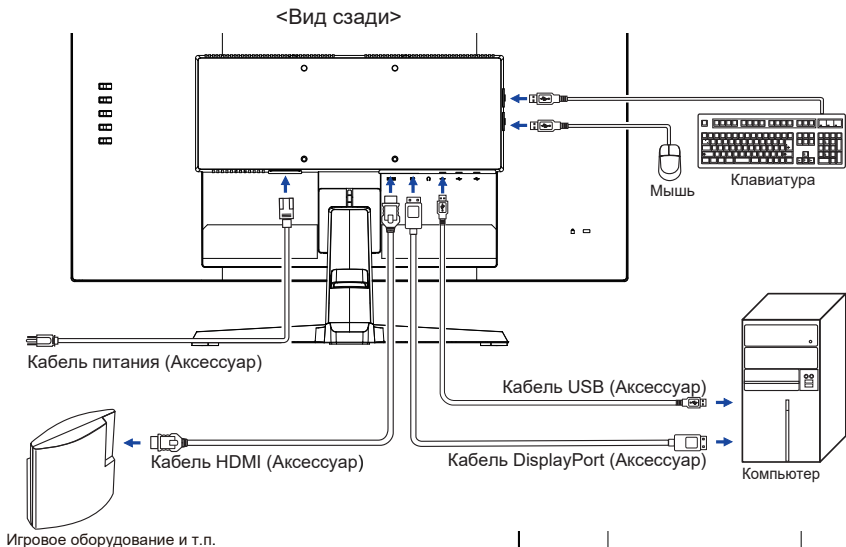 <Вид сзади>
Мышь
Клавиатура
Кабель питания (Аксессуар)
Кабель USB (Аксессуар)
Кабель HDMI (Аксессуар)
Кабель DisplayPort (Аксессуар)
Компьютер
Игровое оборудование и т.п.